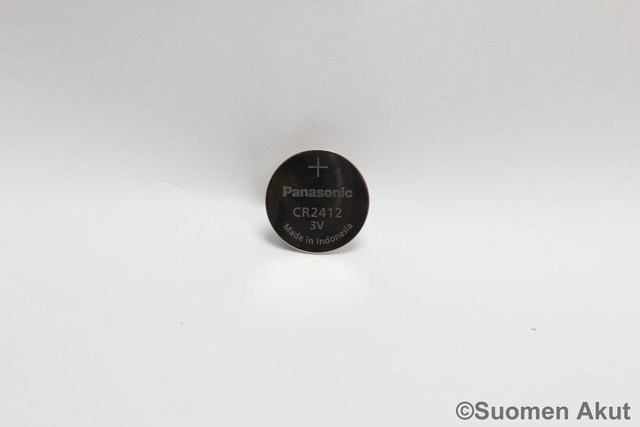 +
Panasonic
CR2412
3V
Made in Indonesia
©Suomen Akut